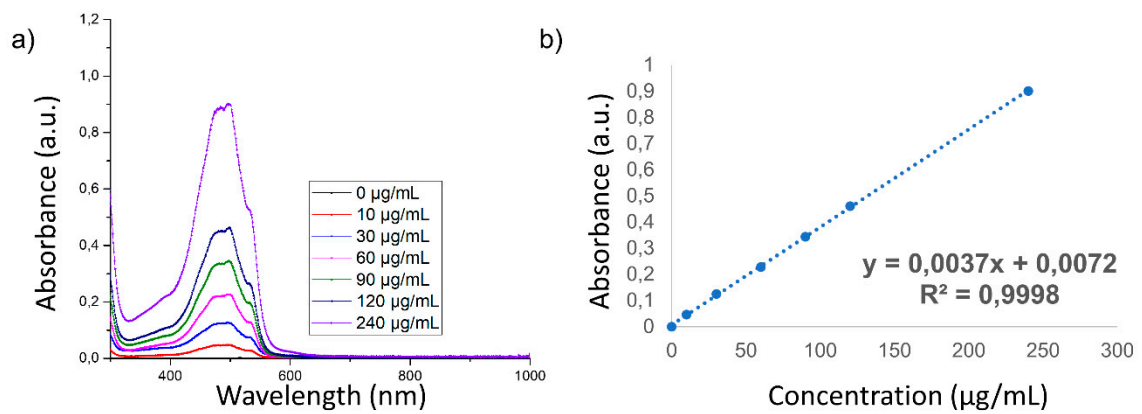 a)
Absorbance (a.u.)
1,2
1,0
0,8
0,6
0,4
0,2
0,0
400
600
800
1000
Wavelength (nm)
0 µg/mL
10 µg/mL
30 µg/mL
60 µg/mL
90 µg/mL
120 µg/mL
240 µg/mL
b)
Absorbance (a.u.)
1
0,9
0,8
0,7
0,6
0,5
0,4
0,3
0,2
0,1
0
y = 0,0037x + 0,0072
R² = 0,9998
0
50
100
150
200
250
300
Concentration (µg/mL)